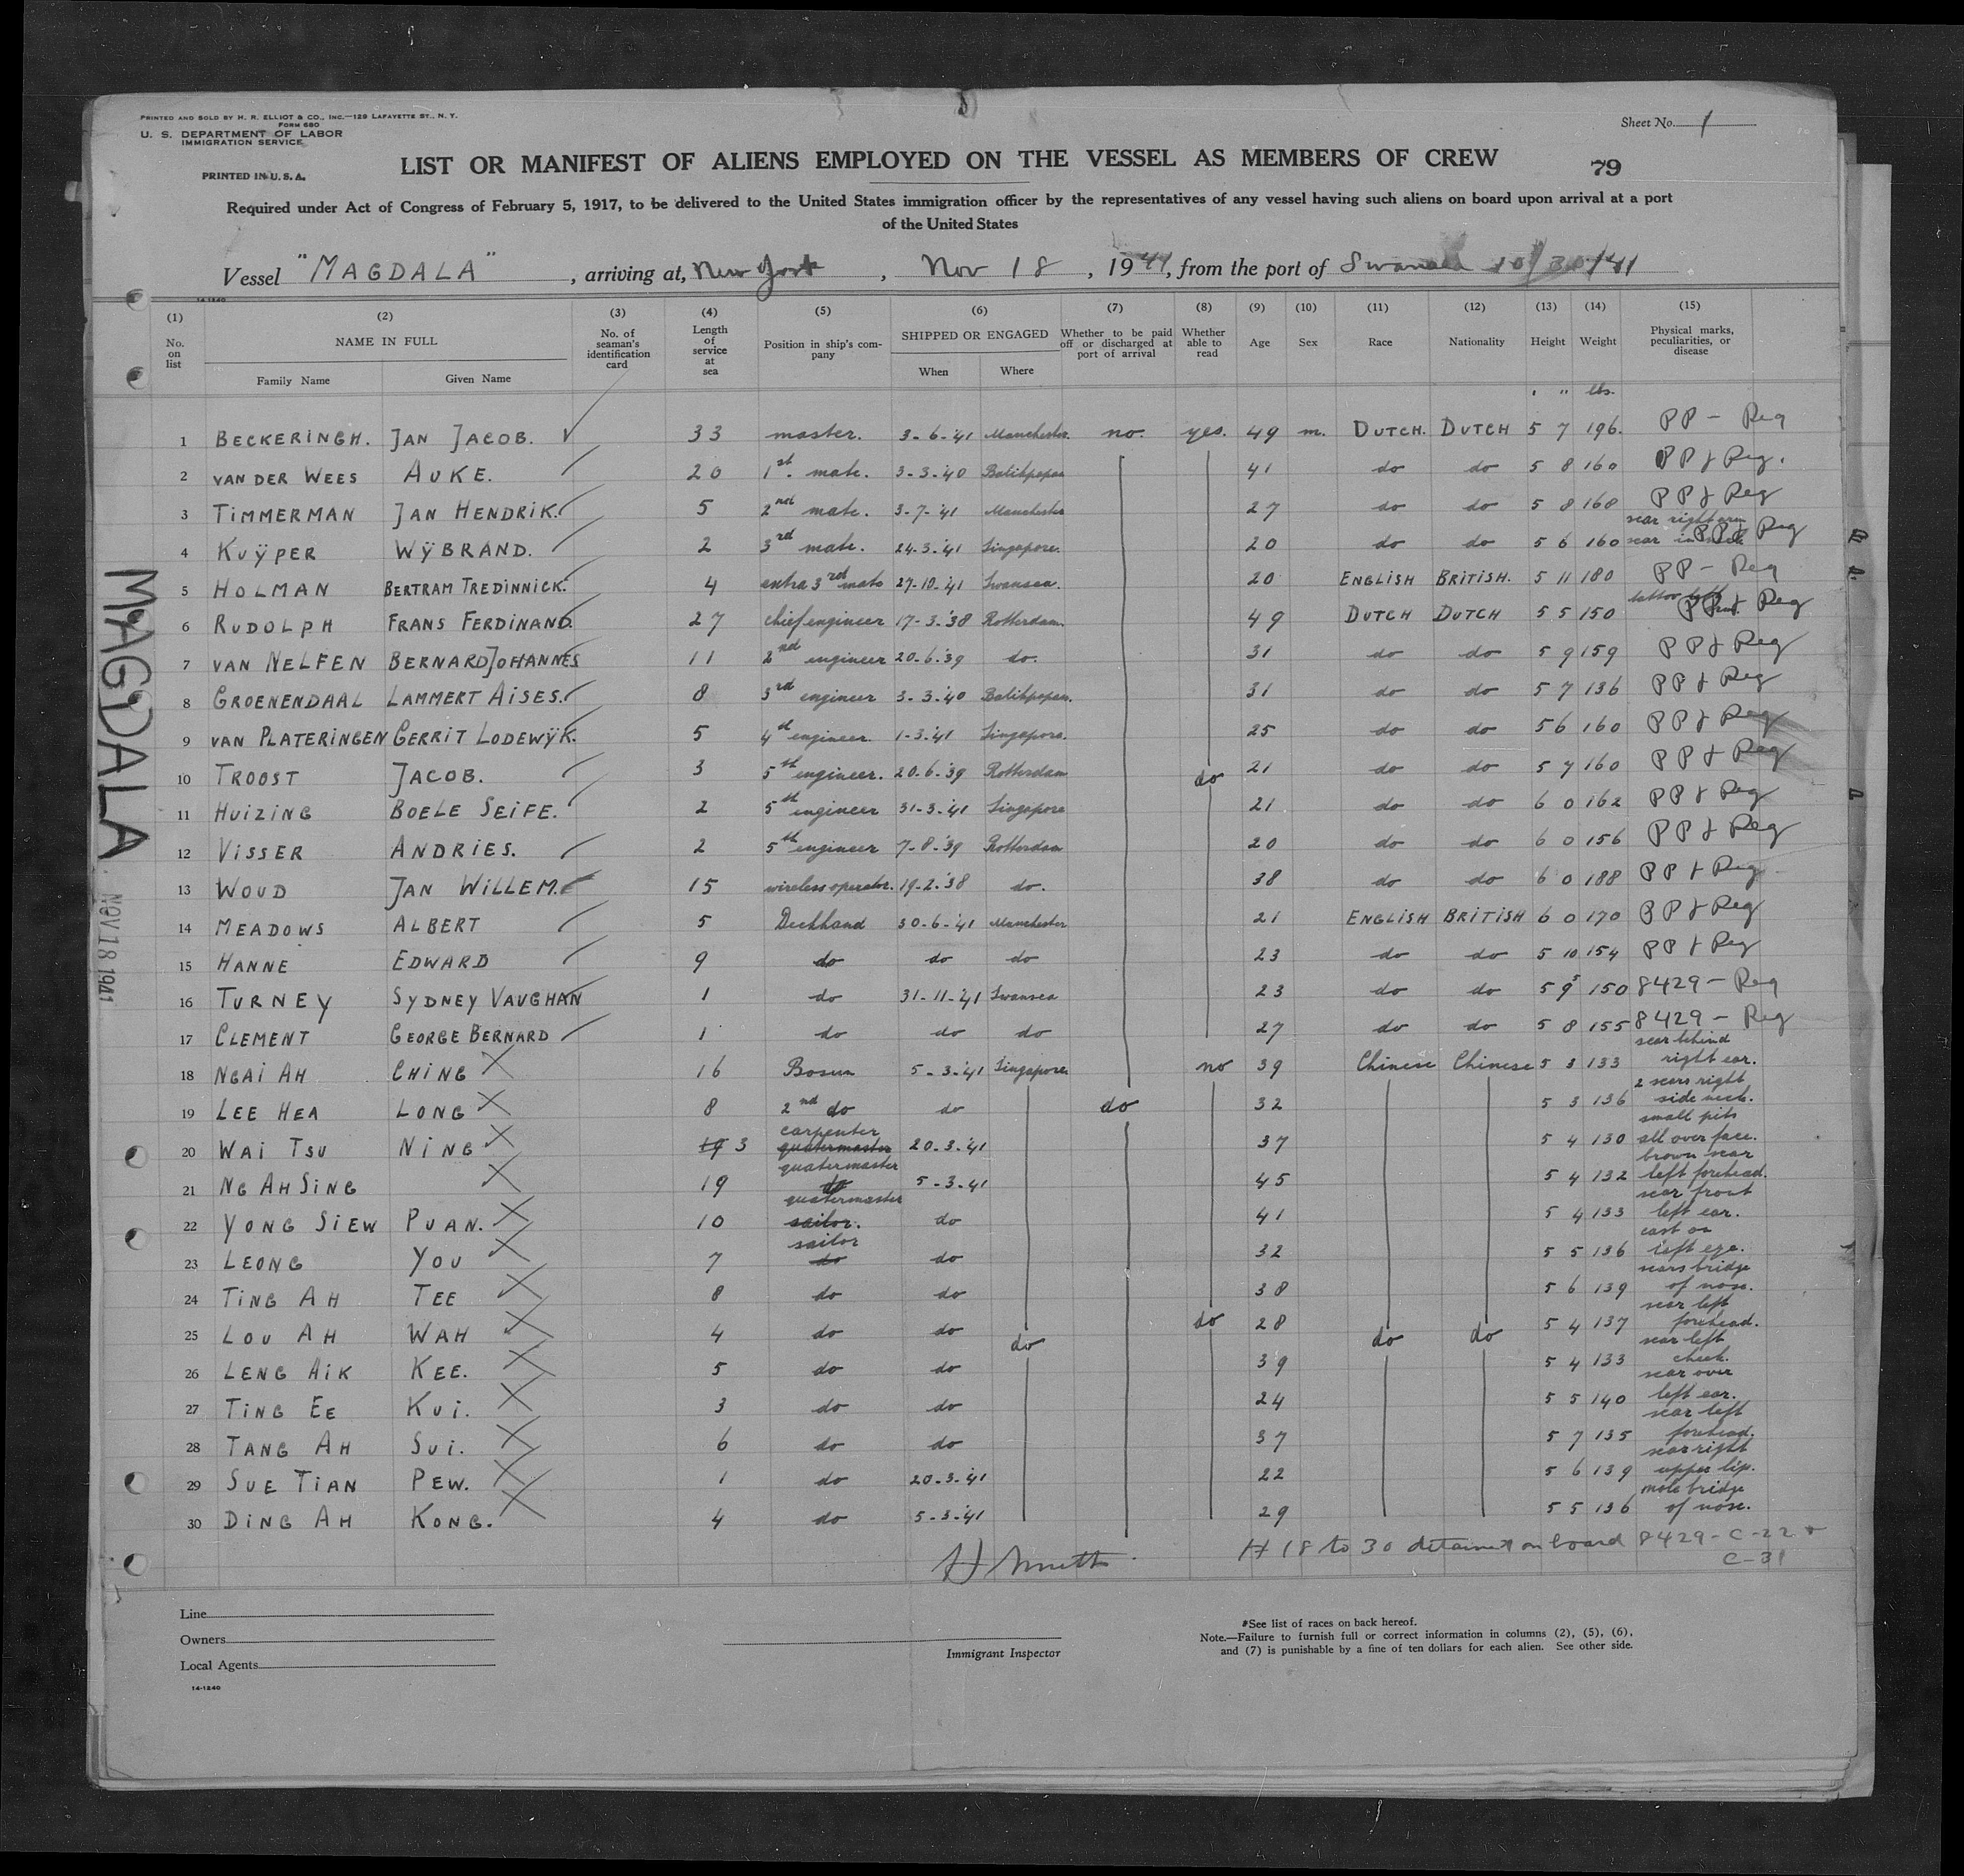 PRINTED AND SOLD BY H. R. ELLIOT & CO., INC.—129 LAFAYETTE ST., N. Y.
FORM 680
U. S. DEPARTMENT OF LABOR
IMMIGRATION SERVICE
PRINTED IN U. S. A.
Sheet No. 1
LIST OR MANIFEST OF ALIENS EMPLOYED ON THE VESSEL AS MEMBERS OF CREW
79
Required under Act of Congress of February 5, 1917, to be delivered to the United States immigration officer by the representatives of any vessel having such aliens on board upon arrival at a port
of the United States
Vessel "MAGDALA", arriving at, New York, Nov 18, 1941, from the port of Swansea 10/30/41
14-1240
(1) No. on list (2) NAME IN FULL Family Name Given Name (3) No. of seaman's identification card (4) Length of service at sea (5) Position in ship's company (6) SHIPPED OR ENGAGED When Where (7) Whether to be paid off or discharged at port of arrival (8) Whether able to read (9) Age (10) Sex (11) Race (12) Nationality (13) Height (14) Weight (15) Physical marks, peculiarities, or disease
' " lbs.
1 BECKERINGH. JAN JACOB. 33 master. 3-6-'41 Manchester. no. yes. 49 m. DUTCH. DUTCH 5 7 196. PP - Reg
2 VAN DER WEES AUKE. 20 1st. mate. 3-3-'40 Balikpapan 41 do do 5 8 160 PP & Reg.
3 TIMMERMAN JAN HENDRIK. 5 2nd mate. 3-7-'41 Manchester 27 do do 5 8 168 PP & Reg
4 KUŸPER WŸBRAND. 2 3rd mate. 24.3.'41 Singapore. 20 do do 5 6 160 scar right arm scar in PP & Reg
5 HOLMAN BERTRAM TREDINNICK. 4 extra 3rd mate 27-10-'41 Swansea. 20 ENGLISH BRITISH. 5 11 180 PP - Reg
6 RUDOLPH FRANS FERDINAND. 27 chief engineer 17-3.'38 Rotterdam. 49 DUTCH DUTCH 5 5 150 tattoo left PP & Reg
7 VAN NELFEN BERNARD JOHANNES 11 2nd engineer 20-6.'39 do. 31 do do 5 9 159 PP & Reg
8 GROENENDAAL LAMMERT AISES. 8 3rd engineer 3-3.'40 Balikpapan. 31 do do 5 7 136 PP & Reg
9 VAN PLATERINGEN GERRIT LODEWŸK. 5 4th engineer. 1-3.'41 Singapore. 25 do do 5 6 160 PP & Reg
10 TROOST JACOB. 3 5th engineer. 20.6.'39 Rotterdam do 21 do do 5 7 160 PP & Reg
11 HUIZING BOELE SEIFE. 2 5th engineer 31-3-'41 Singapore 21 do do 6 0 162 PP & Reg
12 VISSER ANDRIES. 2 5th engineer 7-8-'39 Rotterdam 20 do do 6 0 156 PP & Reg
13 WOUD JAN WILLEM. 15 wireless operator. 19-2.'38 do. 38 do do 6 0 188 PP & Reg
14 MEADOWS ALBERT 5 Deckhand 30-6-'41 Manchester 21 ENGLISH BRITISH 6 0 170 PP & Reg
15 HANNE EDWARD 9 do do do 23 do do 5 10 154 PP & Reg
16 TURNEY SYDNEY VAUGHAN 1 do 31-11-'41 Swansea 23 do do 5 9 5 150 8429 - Reg
17 CLEMENT GEORGE BERNARD 1 do do do 27 do do 5 8 155 8429 - Reg
18 NGAI AH CHING 16 Bosun 5-3-'41 Singapore. no 39 Chinese Chinese 5 3 133 scar behind right ear.
19 LEE HEA LONG 8 2nd do do do 32 5 3 136 2 scars right side neck.
20 WAI TSU NING 19 3 carpenter quatermaster 20-3.'41 37 5 4 130 small pits all over face.
21 NG AH SING 19 quatermaster do 5-3-'41 45 5 4 132 brown scar left forehead.
22 YONG SIEW PUAN. 10 quatermaster sailor. do 41 5 4 133 scar front left ear.
23 LEONG YOU 7 sailor do do 32 5 5 136 cast on left eye.
24 TING AH TEE 8 do do 38 5 6 139 scars bridge of nose.
25 LOU AH WAH 4 do do do do 28 do do 5 4 137 scar left forehead.
26 LENG AIK KEE. 5 do do 39 5 4 133 scar left cheek.
27 TING EE KUI. 3 do do 24 5 5 140 scar over left ear.
28 TANG AH SUI. 6 do do 37 5 7 135 scar left forehead.
29 SUE TIAN PEW. 1 do 20-3-'41 22 5 6 139 scar right upper lip.
30 DING AH KONG. 4 do 5-3-'41 29 5 5 136 mole bridge of nose.
# 18 to 30 detained on board 8429 - C-22 &
C-31
MAGDALA
NOV 18 1941
Line
Owners
Local Agents
14-1240
Immigrant Inspector
#See list of races on back hereof.
Note.—Failure to furnish full or correct information in columns (2), (5), (6),
and (7) is punishable by a fine of ten dollars for each alien. See other side.